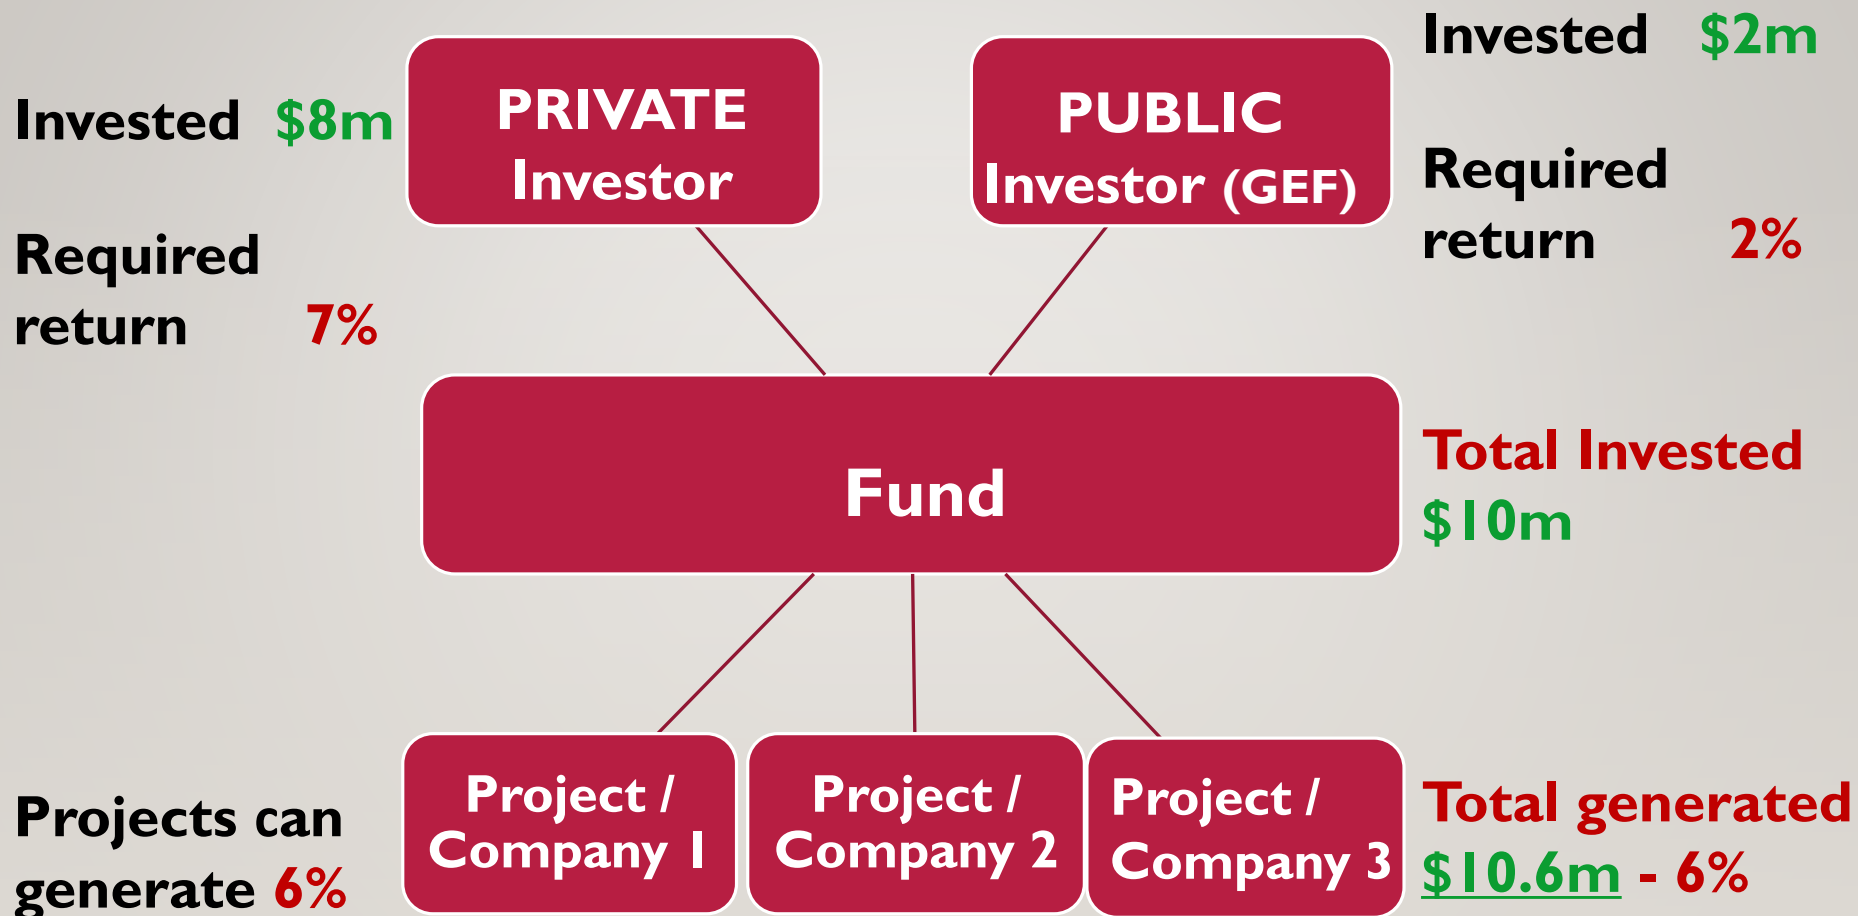 Invested $8m
Required
return 7%
PRIVATE
Investor
PUBLIC
Investor (GEF)
Invested $2m
Required
return 2%
Fund
Total Invested
$10m
Projects can
generate 6%
Project /
Company 1
Project /
Company 2
Project /
Company 3
Total generated
$10.6m - 6%